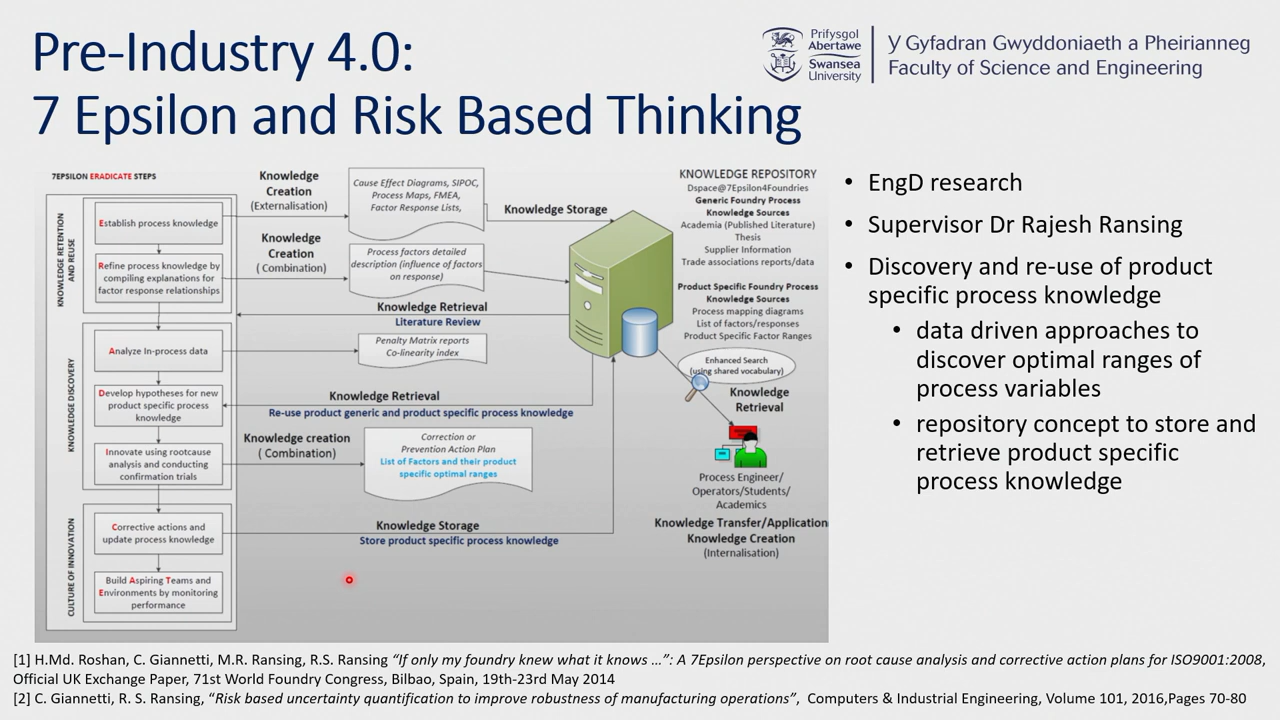 Pre-Industry 4.0:
7 Epsilon and Risk Based Thinking
Prifysgol
Abertawe
Swansea
University
Y Gyfadran Gwyddoniaeth a Pheirianneg
Faculty of Science and Engineering
7EPSILON ERADICATE STEPS
KNOWLEDGE RETENTION
AND REUSE
Establish process knowledge
Refine process knowledge by
compiling explanations for
factor response relationships
KNOWLEDGE DISCOVERY
Analyze In-process data
Develop hypotheses for new
product specific process
knowledge
Innovate using rootcause
analysis and conducting
confirmation trials
CULTURE OF INNOVATION
Corrective actions and
update process knowledge
Build Aspiring Teams and
Environments by monitoring
performance
Knowledge
Creation
(Externalisation)
Cause Effect Diagrams, SIPOC,
Process Maps, FMEA,
Factor Response Lists,
Knowledge Storage
Knowledge
Creation
( Combination)
Process factors detailed
description (influence of factors
on response)
Knowledge Retrieval
Literature Review
Penalty Matrix reports
Co-linearity index
Knowledge Retrieval
Re-use product generic and product specific process knowledge
Knowledge creation
( Combination)
Correction or
Prevention Action Plan
List of Factors and their product
specific optimal ranges
Knowledge Storage
Store product specific process knowledge
KNOWLEDGE REPOSITORY
Dspace@7Epsilon4Foundries
Generic Foundry Process
Knowledge Sources
Academia (Published Literature)
Thesis
Supplier Information
Trade associations reports/data
Product Specific Foundry Process
Knowledge Sources
Process mapping diagrams
List of factors/responses
Product Specific Factor Ranges
Enhanced Search
(using shared vocabulary)
Knowledge
Retrieval
Process Engineer/
Operators/Students/
Academics
Knowledge Transfer/Application
Knowledge Creation
(Internalisation)
• EngD research
• Supervisor Dr Rajesh Ransing
• Discovery and re-use of product
specific process knowledge
• data driven approaches to
discover optimal ranges of
process variables
• repository concept to store and
retrieve product specific
process knowledge
[1] H.Md. Roshan, C. Giannetti, M.R. Ransing, R.S. Ransing “If only my foundry knew what it knows …”: A 7Epsilon perspective on root cause analysis and corrective action plans for ISO9001:2008,
Official UK Exchange Paper, 71st World Foundry Congress, Bilbao, Spain, 19th-23rd May 2014
[2] C. Giannetti, R. S. Ransing, “Risk based uncertainty quantification to improve robustness of manufacturing operations”, Computers & Industrial Engineering, Volume 101, 2016,Pages 70-80